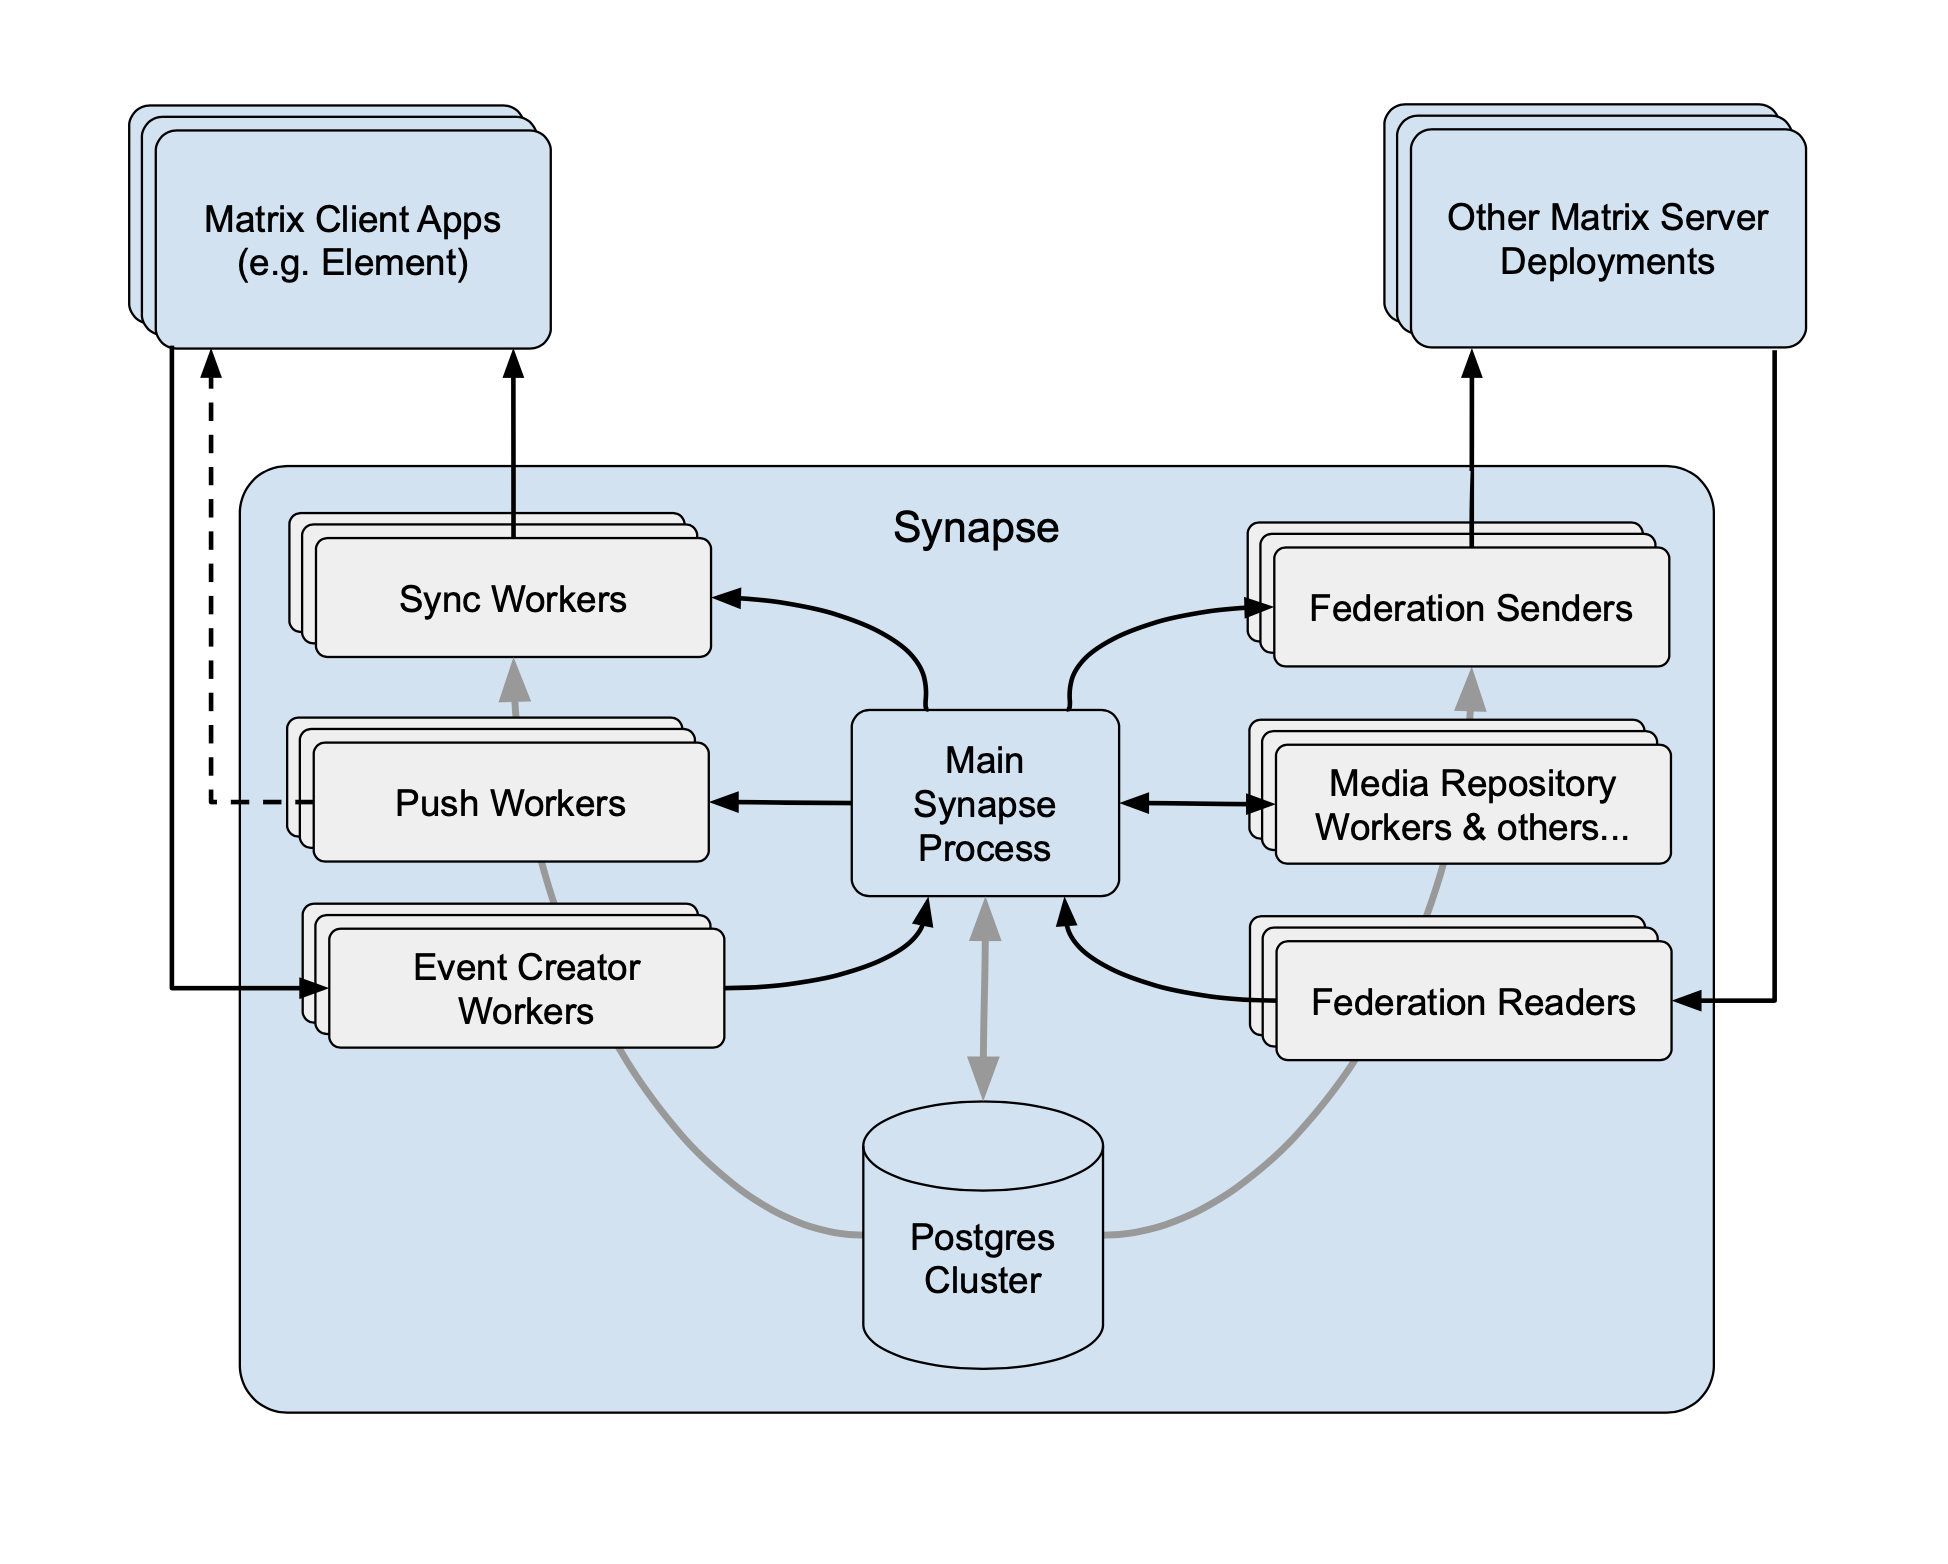 Matrix Client Apps
(e.g. Element)
Other Matrix Server
Deployments
Synapse
Sync Workers
Federation Senders
Push Workers
Main
Synapse
Process
Media Repository
Workers & others...
Event Creator
Workers
Federation Readers
Postgres
Cluster